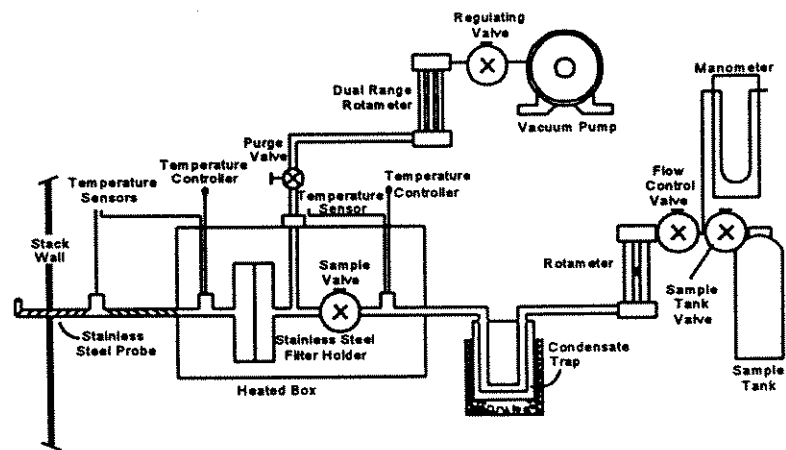 Regulating
Valve
Manometer
Dual Range
Rotameter
Vacuum Pump
Purge
Valve
Temperature
Controller
Temperature
Sensors
Temperature
Sensor
Temperature
Controller
Flow
Control
Valve
Stack
Wall
Sample
Valve
Rotameter
Sample
Tank
Valve
Stainless
Steel Probe
Stainless Steel
Filter Holder
Condensate
Trap
Heated Box
Sample
Tank